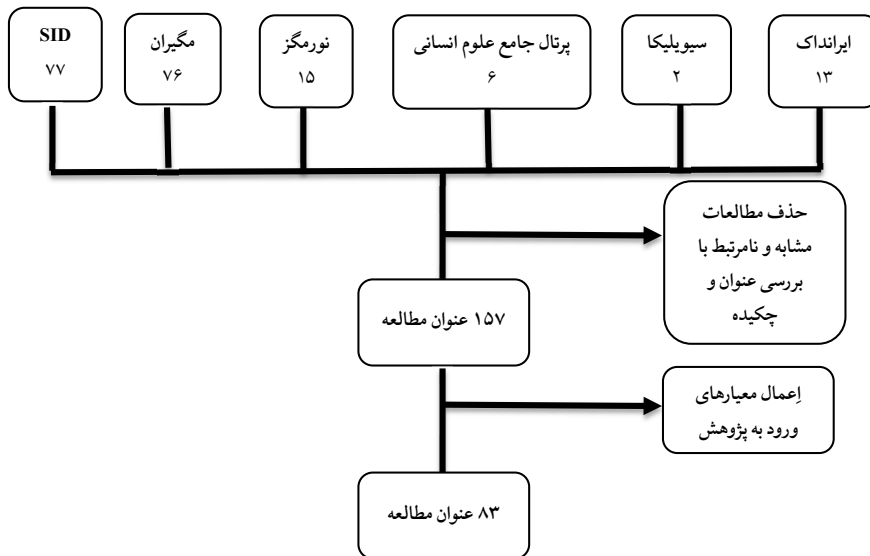 SID
۷۷
مگیران
۷۶
نورمگز
۱۵
پرتال جامع علوم انسانی
۶
سیویلیکا
۲
ایرانداک
۱۳
حذف مطالعات
مشابه و نامرتبط با
بررسی عنوان و
چکیده
۱۵۷ عنوان مطالعه
اِعمال معیارهای
ورود به پژوهش
۸۳ عنوان مطالعه